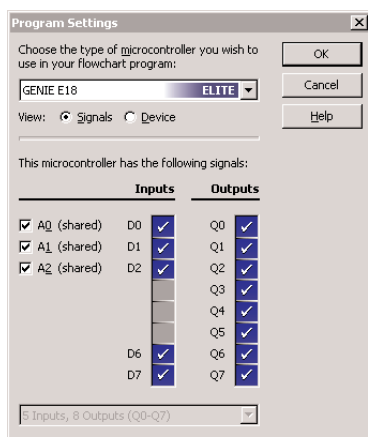 Program Settings
Choose the type of microcontroller you wish to
use in your flowchart program:
GENIE E18 ELITE
View: Signals Device
OK
Cancel
Help
This microcontroller has the following signals:
Inputs Outputs
A0 (shared) D0 Q0
A1 (shared) D1 Q1
A2 (shared) D2 Q2
Q3
Q4
Q5
D6 Q6
D7 Q7
5 Inputs, 8 Outputs (Q0-Q7)